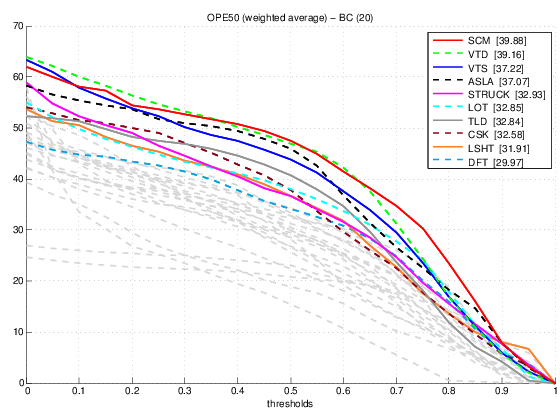 OPE50 (weighted average) – BC (20)
70
60
50
40
30
20
10
0
0 0.1 0.2 0.3 0.4 0.5 0.6 0.7 0.8 0.9 1
thresholds
SCM [39.88]
VTD [39.16]
VTS [37.22]
ASLA [37.07]
STRUCK [32.93]
LOT [32.85]
TLD [32.84]
CSK [32.58]
LSHT [31.91]
DFT [29.97]